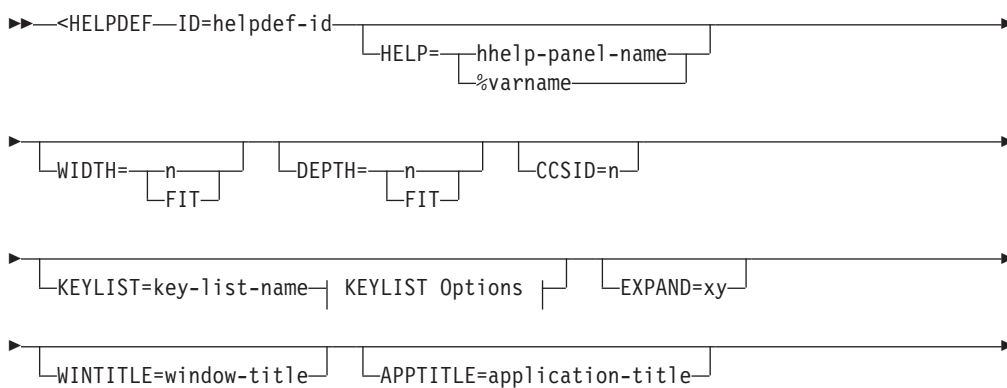 <HELPDEF ID=helpdef-id
HELP= hhelp-panel-name
%varname
WIDTH= n DEPTH= n CCSID=n
FIT FIT
KEYLIST=key-list-name KEYLIST Options EXPAND=xy
WINTITLE=window-title APPTITLE=application-title